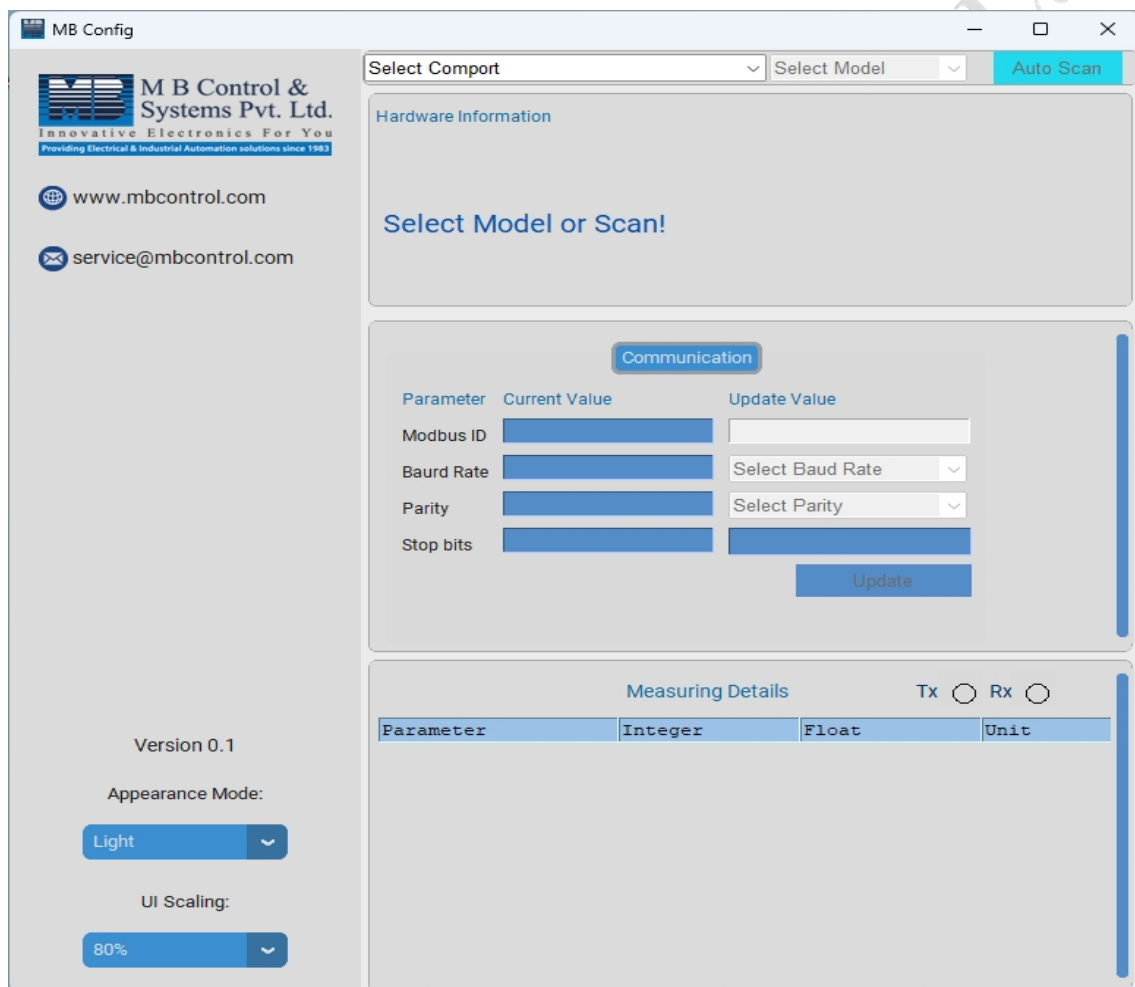 MB Config
MB
M B Control &
Systems Pvt. Ltd.
Innovative Electronics For You
Providing Electrical & Industrial Automation solutions since 1983
www.mbcontrol.com
service@mbcontrol.com
Version 0.1
Appearance Mode:
Light
UI Scaling:
80%
Select Comport Select Model Auto Scan
Hardware Information
Select Model or Scan!
Communication
Parameter Current Value Update Value
Modbus ID
Baurd Rate Select Baud Rate
Parity Select Parity
Stop bits
Update
Measuring Details Tx Rx
Parameter Integer Float Unit